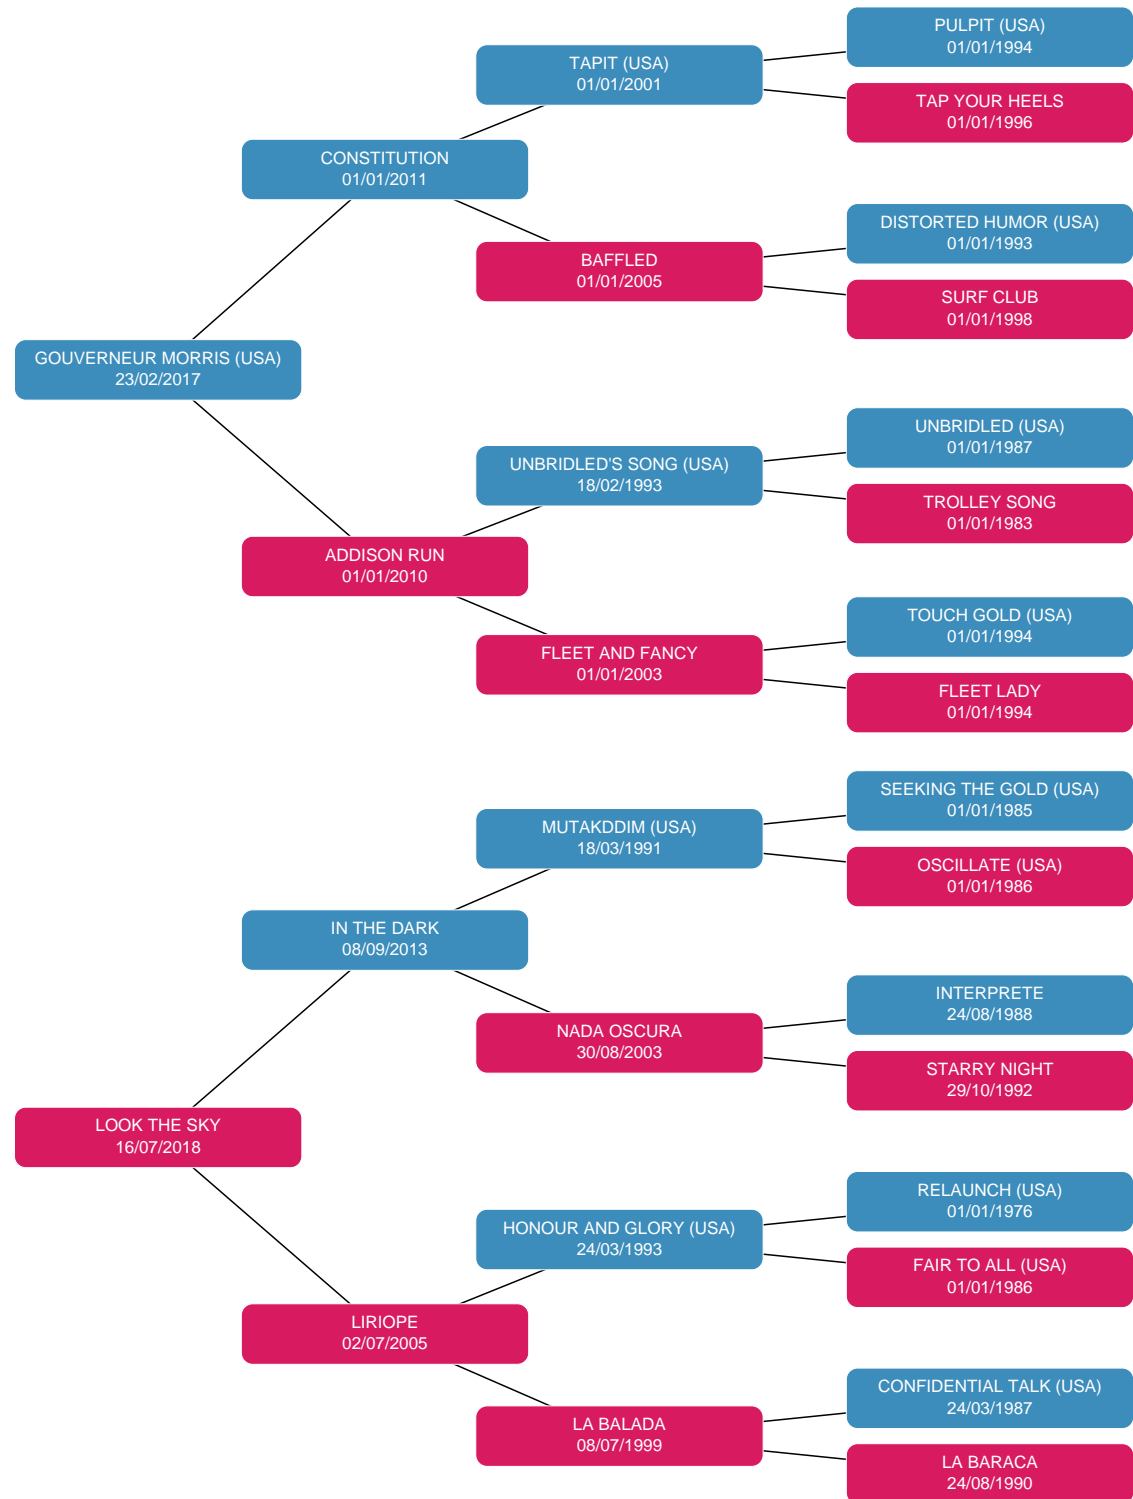 PULPIT (USA)
01/01/1994
TAPIT (USA)
01/01/2001
TAP YOUR HEELS
01/01/1996
CONSTITUTION
01/01/2011
DISTORTED HUMOR (USA)
01/01/1993
BAFFLED
01/01/2005
SURF CLUB
01/01/1998
GOUVERNEUR MORRIS (USA)
23/02/2017
UNBRIDLED (USA)
01/01/1987
UNBRIDLED'S SONG (USA)
18/02/1993
TROLLEY SONG
01/01/1983
ADDISON RUN
01/01/2010
TOUCH GOLD (USA)
01/01/1994
FLEET AND FANCY
01/01/2003
FLEET LADY
01/01/1994
SEEKING THE GOLD (USA)
01/01/1985
MUTAKDDIM (USA)
18/03/1991
OSCILLATE (USA)
01/01/1986
IN THE DARK
08/09/2013
INTERPRETE
24/08/1988
NADA OSCURA
30/08/2003
STARRY NIGHT
29/10/1992
LOOK THE SKY
16/07/2018
RELAUNCH (USA)
01/01/1976
HONOUR AND GLORY (USA)
24/03/1993
FAIR TO ALL (USA)
01/01/1986
LIRIOPE
02/07/2005
CONFIDENTIAL TALK (USA)
24/03/1987
LA BALADA
08/07/1999
LA BARACA
24/08/1990